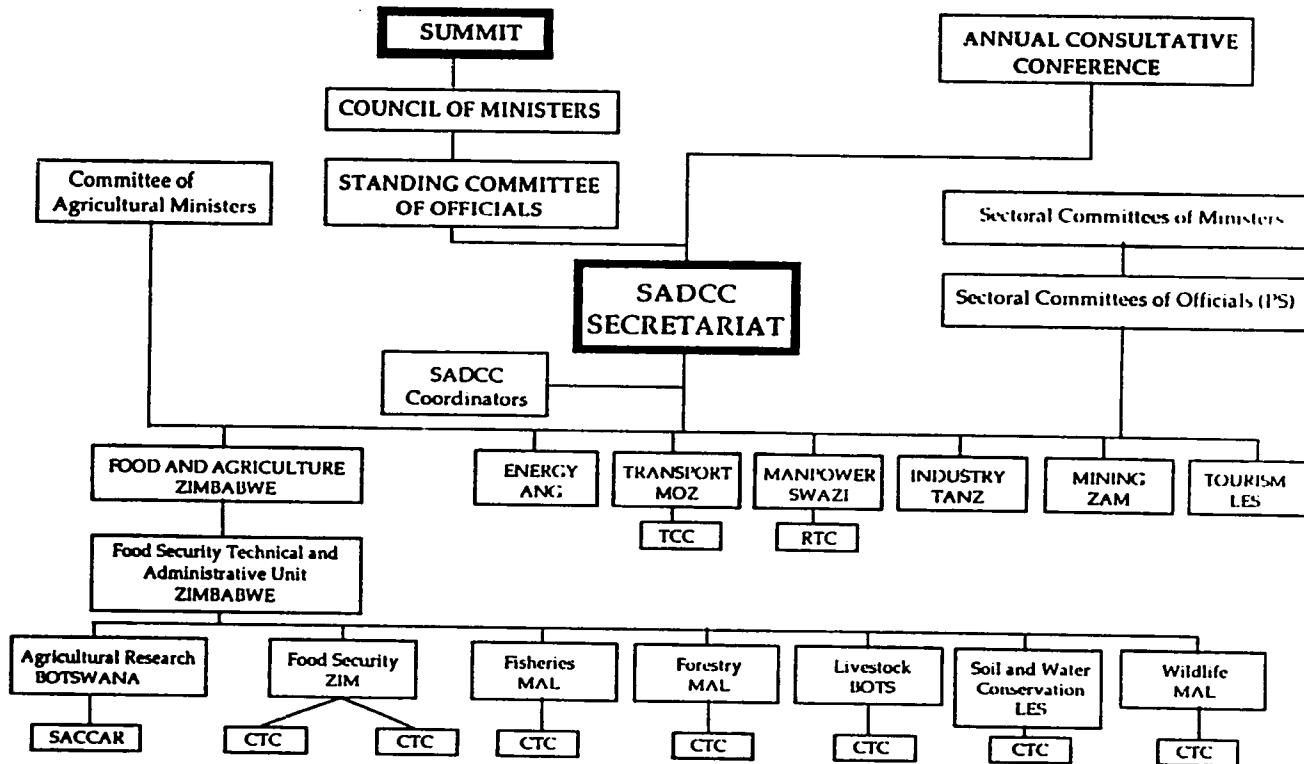 SUMMIT
ANNUAL CONSULTATIVE
CONFERENCE
COUNCIL OF MINISTERS
Committee of
Agricultural Ministers
STANDING COMMITTEE
OF OFFICIALS
Sectoral Committees of Ministers
SADCC
SECRETARIAT
Sectoral Committees of Officials (PS)
SADCC
Coordinators
FOOD AND AGRICULTURE
ZIMBABWE
ENERGY
ANG
TRANSPORT
MOZ
MANPOWER
SWAZI
INDUSTRY
TANZ
MINING
ZAM
TOURISM
LES
TCC
RTC
Food Security Technical and
Administrative Unit
ZIMBABWE
Agricultural Research
BOTSWANA
Food Security
ZIM
Fisheries
MAL
Forestry
MAL
Livestock
BOTS
Soil and Water
Conservation
LES
Wildlife
MAL
SACCAR
CTC
CTC
CTC
CTC
CTC
CTC
CTC